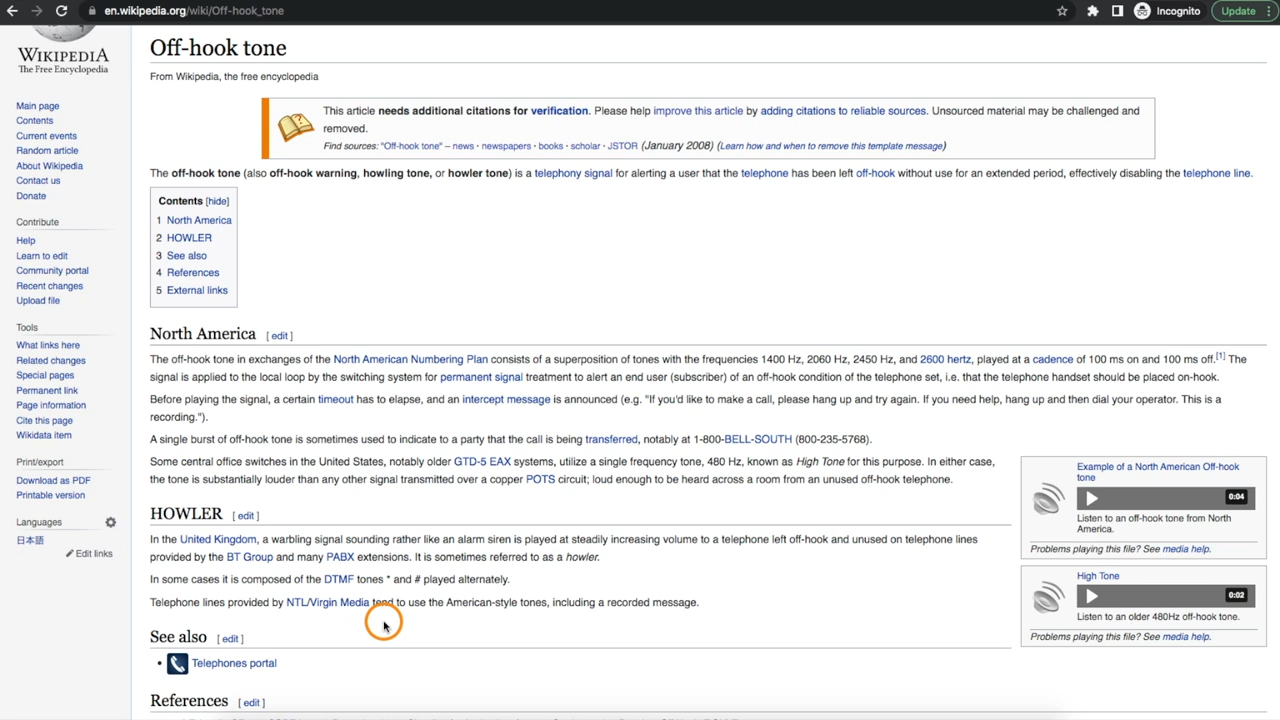 en.wikipedia.org/wiki/Off-hook_tone
Incognito
Update
WIKIPEDIA
The Free Encyclopedia
Main page
Contents
Current events
Random article
About Wikipedia
Contact us
Donate
Contribute
Help
Learn to edit
Community portal
Recent changes
Upload file
Tools
What links here
Related changes
Special pages
Permanent link
Page information
Cite this page
Wikidata item
Print/export
Download as PDF
Printable version
Languages
日本語
Edit links
Off-hook tone
From Wikipedia, the free encyclopedia
This article needs additional citations for verification. Please help improve this article by adding citations to reliable sources. Unsourced material may be challenged and
removed.
Find sources: "Off-hook tone" – news · newspapers · books · scholar · JSTOR (January 2008) (Learn how and when to remove this template message)
The off-hook tone (also off-hook warning, howling tone, or howler tone) is a telephony signal for alerting a user that the telephone has been left off-hook without use for an extended period, effectively disabling the telephone line.
Contents [hide]
1 North America
2 HOWLER
3 See also
4 References
5 External links
North America [ edit ]
The off-hook tone in exchanges of the North American Numbering Plan consists of a superposition of tones with the frequencies 1400 Hz, 2060 Hz, 2450 Hz, and 2600 hertz, played at a cadence of 100 ms on and 100 ms off.[1] The
signal is applied to the local loop by the switching system for permanent signal treatment to alert an end user (subscriber) of an off-hook condition of the telephone set, i.e. that the telephone handset should be placed on-hook.
Before playing the signal, a certain timeout has to elapse, and an intercept message is announced (e.g. "If you'd like to make a call, please hang up and try again. If you need help, hang up and then dial your operator. This is a
recording.").
A single burst of off-hook tone is sometimes used to indicate to a party that the call is being transferred, notably at 1-800-BELL-SOUTH (800-235-5768).
Some central office switches in the United States, notably older GTD-5 EAX systems, utilize a single frequency tone, 480 Hz, known as High Tone for this purpose. In either case,
the tone is substantially louder than any other signal transmitted over a copper POTS circuit; loud enough to be heard across a room from an unused off-hook telephone.
Example of a North American Off-hook
tone
0:04
Listen to an off-hook tone from North
America.
Problems playing this file? See media help.
High Tone
0:02
Listen to an older 480Hz off-hook tone.
Problems playing this file? See media help.
HOWLER [ edit ]
In the United Kingdom, a warbling signal sounding rather like an alarm siren is played at steadily increasing volume to a telephone left off-hook and unused on telephone lines
provided by the BT Group and many PABX extensions. It is sometimes referred to as a howler.
In some cases it is composed of the DTMF tones * and # played alternately.
Telephone lines provided by NTL/Virgin Media tend to use the American-style tones, including a recorded message.
See also [ edit ]
• Telephones portal
References [ edit ]